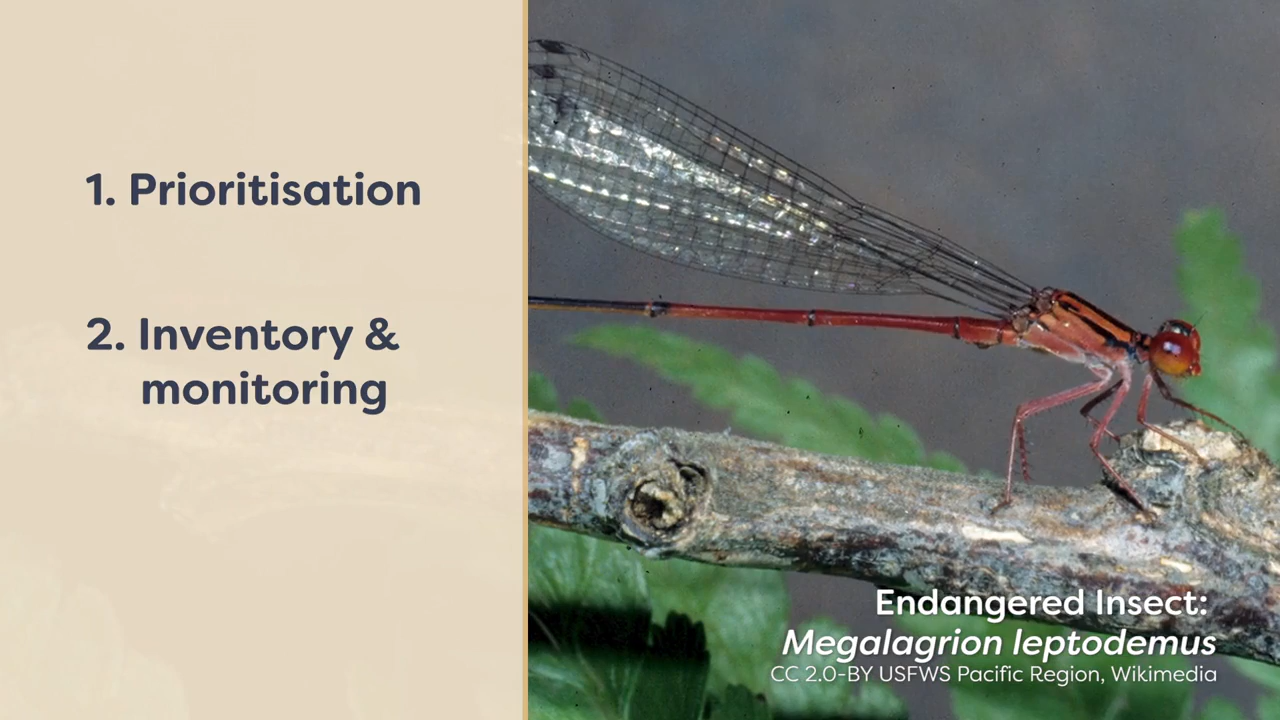 1. Prioritisation
2. Inventory &
monitoring
Endangered Insect:
Megalagrion leptodemus
CC 2.0-BY USFWS Pacific Region, Wikimedia